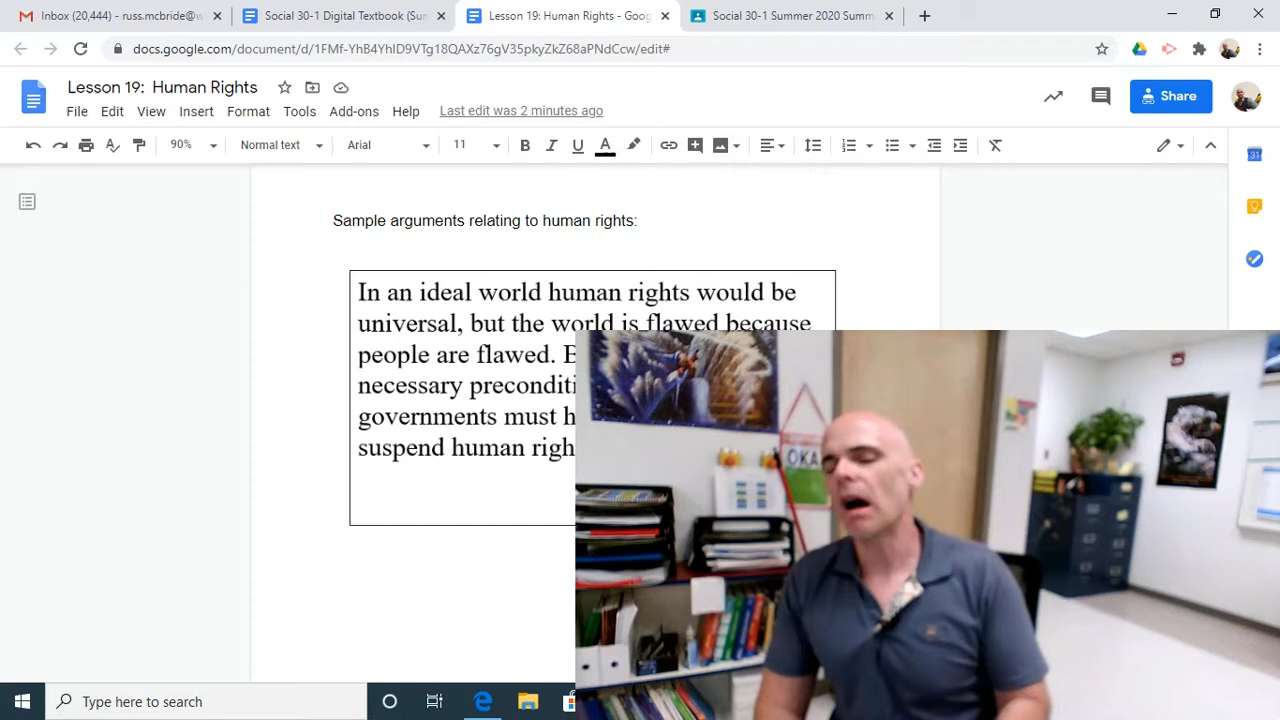 Inbox (20,444) - russ.mcbride@w
Social 30-1 Digital Textbook (Sum
Lesson 19: Human Rights - Goog
Social 30-1 Summer 2020 Summ
docs.google.com/document/d/1FMf-YhB4YhlD9VTg18QAXz76gV35pkyZkZ68aPNdCcw/edit#
Lesson 19: Human Rights
File Edit View Insert Format Tools Add-ons Help Last edit was 2 minutes ago
Share
90% Normal text Arial 11
31
Sample arguments relating to human rights:
In an ideal world human rights would be
universal, but the world is flawed because
people are flawed.
necessary
governments must
suspend human
OKA
Type here to search